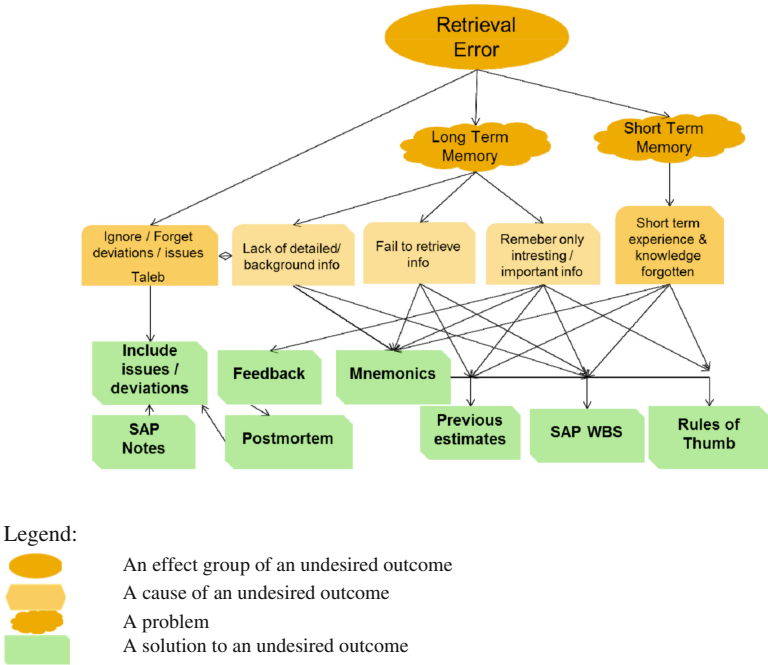 Retrieval
Error
Long Term
Memory
Short Term
Memory
Ignore / Forget
deviations / issues
Taleb
Lack of detailed/
background info
Fail to retrieve
info
Remeber only
intresting /
important info
Short term
experience &
knowledge
forgotten
Include
issues /
deviations
Feedback
Mnemonics
SAP
Notes
Postmortem
Previous
estimates
SAP WBS
Rules of
Thumb
Legend:
An effect group of an undesired outcome
A cause of an undesired outcome
A problem
A solution to an undesired outcome